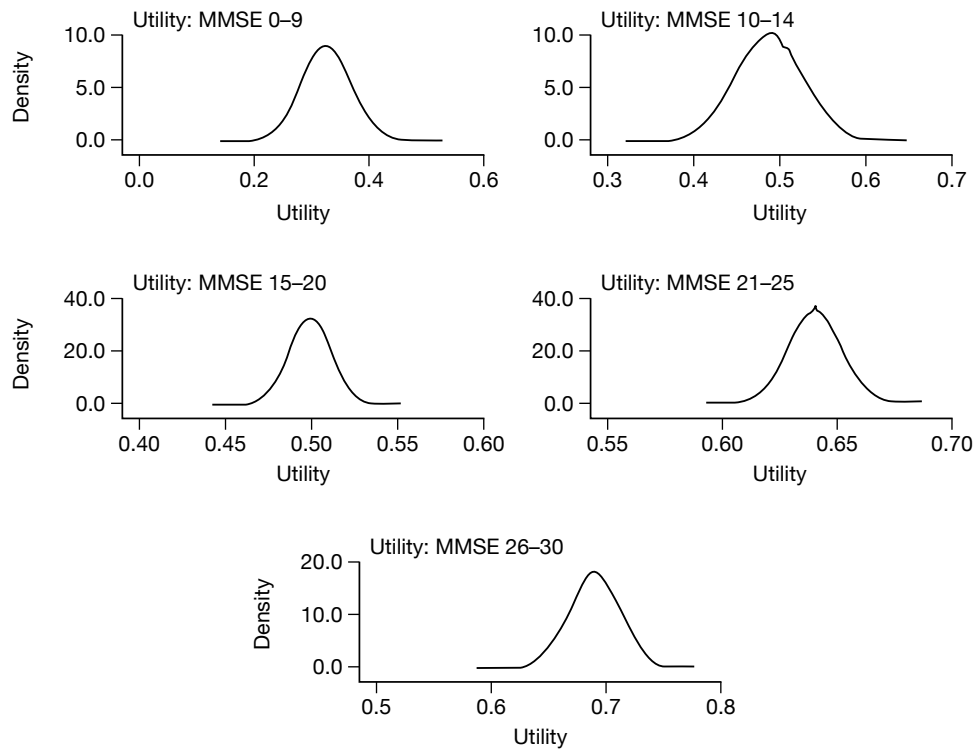 Utility: MMSE 0–9
Density
10.0
5.0
0.0
0.0 0.2 0.4 0.6
Utility
Utility: MMSE 10–14
10.0
5.0
0.0
0.3 0.4 0.5 0.6 0.7
Utility
Utility: MMSE 15–20
Density
40.0
20.0
0.0
0.40 0.45 0.50 0.55 0.60
Utility
Utility: MMSE 21–25
40.0
20.0
0.0
0.55 0.60 0.65 0.70
Utility
Utility: MMSE 26–30
Density
20.0
10.0
0.0
0.5 0.6 0.7 0.8
Utility